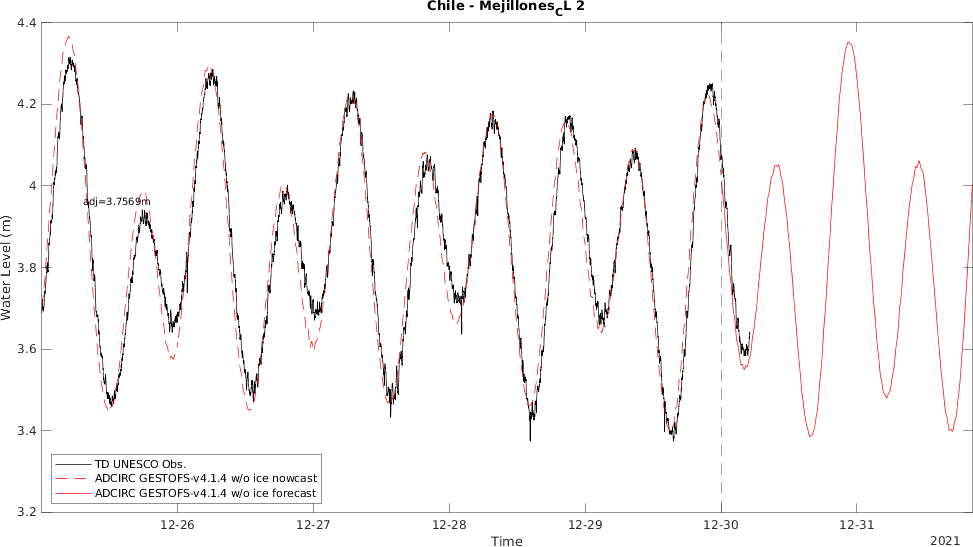 Chile - Mejillones_CL 2
4.4
4.2
4
3.8
3.6
3.4
3.2
Water Level (m)
adj=3.7569m
TD UNESCO Obs.
ADCIRC GESTOFS-v4.1.4 w/o ice nowcast
ADCIRC GESTOFS-v4.1.4 w/o ice forecast
12-26
12-27
12-28
12-29
12-30
12-31
Time
2021